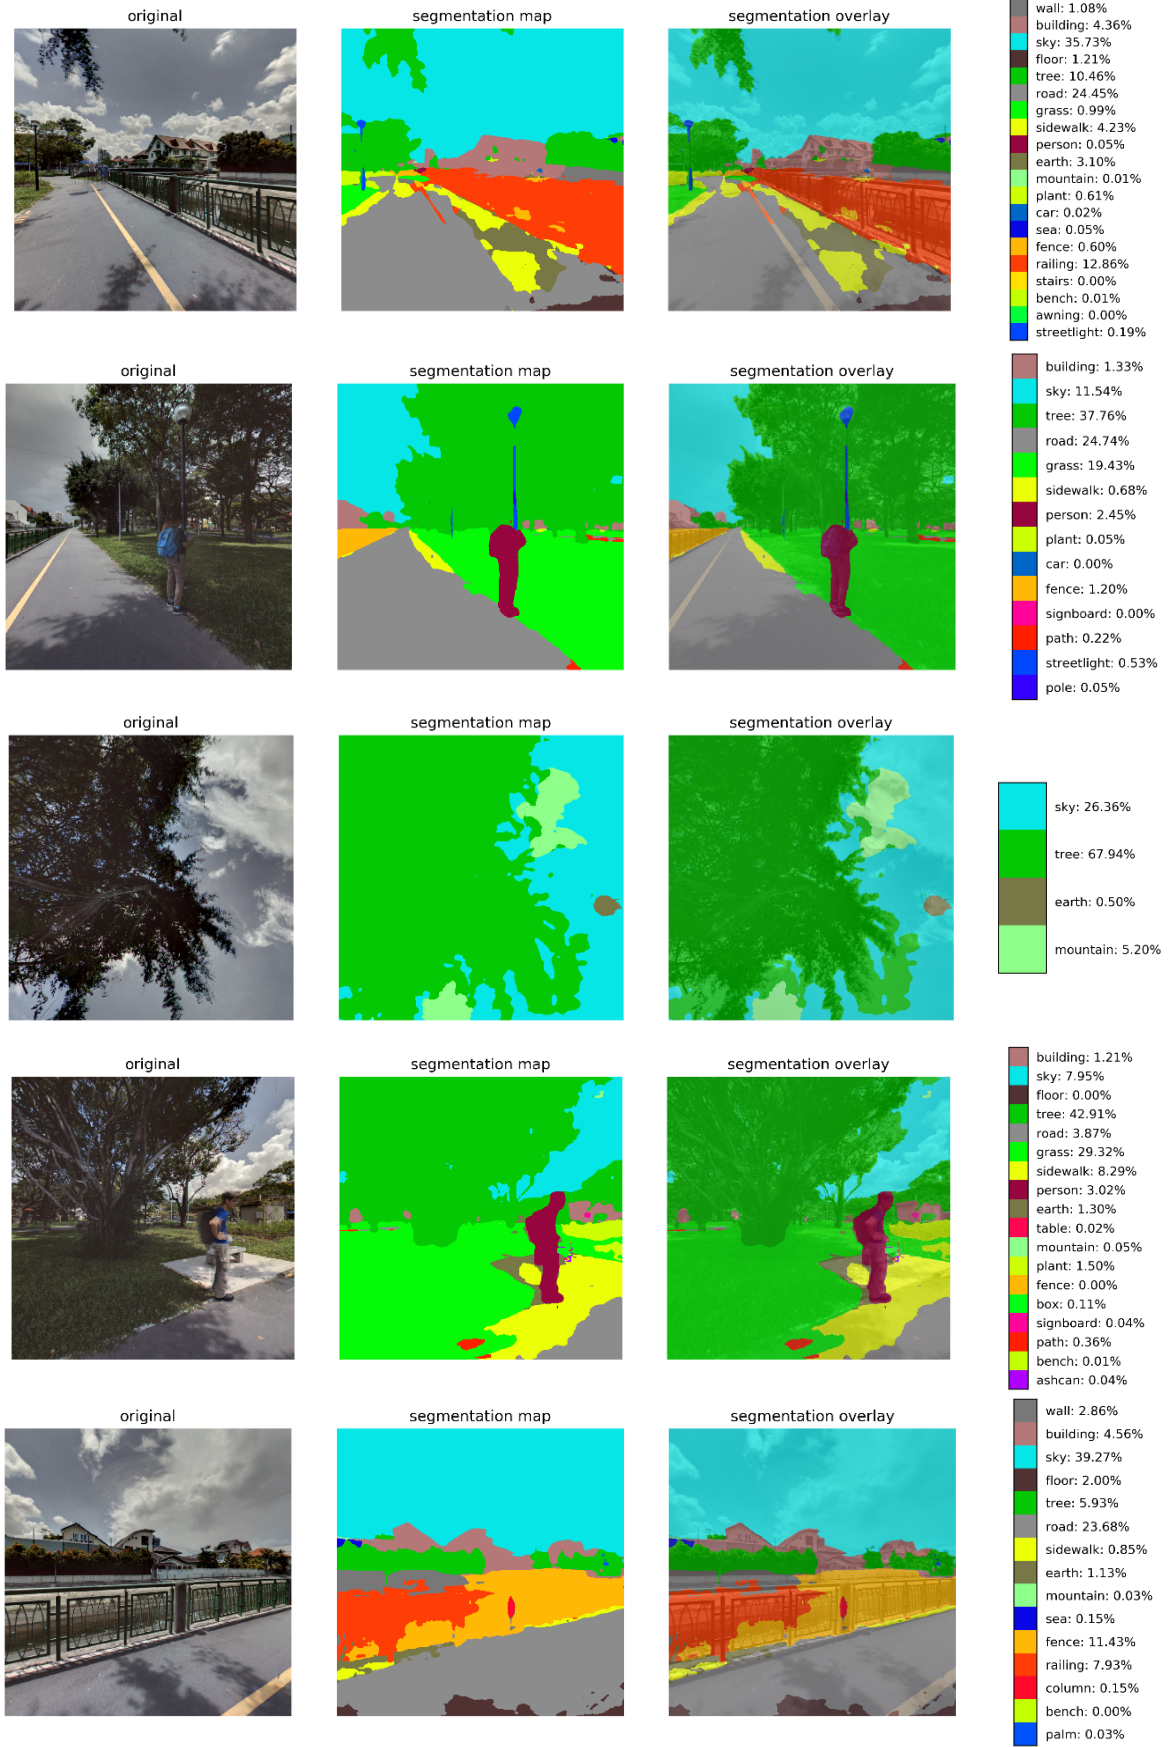 original
segmentation map
segmentation overlay
wall: 1.08%
building: 4.36%
sky: 35.73%
floor: 1.21%
tree: 10.46%
road: 24.45%
grass: 0.99%
sidewalk: 4.23%
person: 0.05%
earth: 3.10%
mountain: 0.01%
plant: 0.61%
car: 0.02%
sea: 0.05%
fence: 0.60%
railing: 12.86%
stairs: 0.00%
bench: 0.01%
awning: 0.00%
streetlight: 0.19%
original
segmentation map
segmentation overlay
building: 1.33%
sky: 11.54%
tree: 37.76%
road: 24.74%
grass: 19.43%
sidewalk: 0.68%
person: 2.45%
plant: 0.05%
car: 0.00%
fence: 1.20%
signboard: 0.00%
path: 0.22%
streetlight: 0.53%
pole: 0.05%
original
segmentation map
segmentation overlay
sky: 26.36%
tree: 67.94%
earth: 0.50%
mountain: 5.20%
original
segmentation map
segmentation overlay
building: 1.21%
sky: 7.95%
floor: 0.00%
tree: 42.91%
road: 3.87%
grass: 29.32%
sidewalk: 8.29%
person: 3.02%
earth: 1.30%
table: 0.02%
mountain: 0.05%
plant: 1.50%
fence: 0.00%
box: 0.11%
signboard: 0.04%
path: 0.36%
bench: 0.01%
ashcan: 0.04%
original
segmentation map
segmentation overlay
wall: 2.86%
building: 4.56%
sky: 39.27%
floor: 2.00%
tree: 5.93%
road: 23.68%
sidewalk: 0.85%
earth: 1.13%
mountain: 0.03%
sea: 0.15%
fence: 11.43%
railing: 7.93%
column: 0.15%
bench: 0.00%
palm: 0.03%